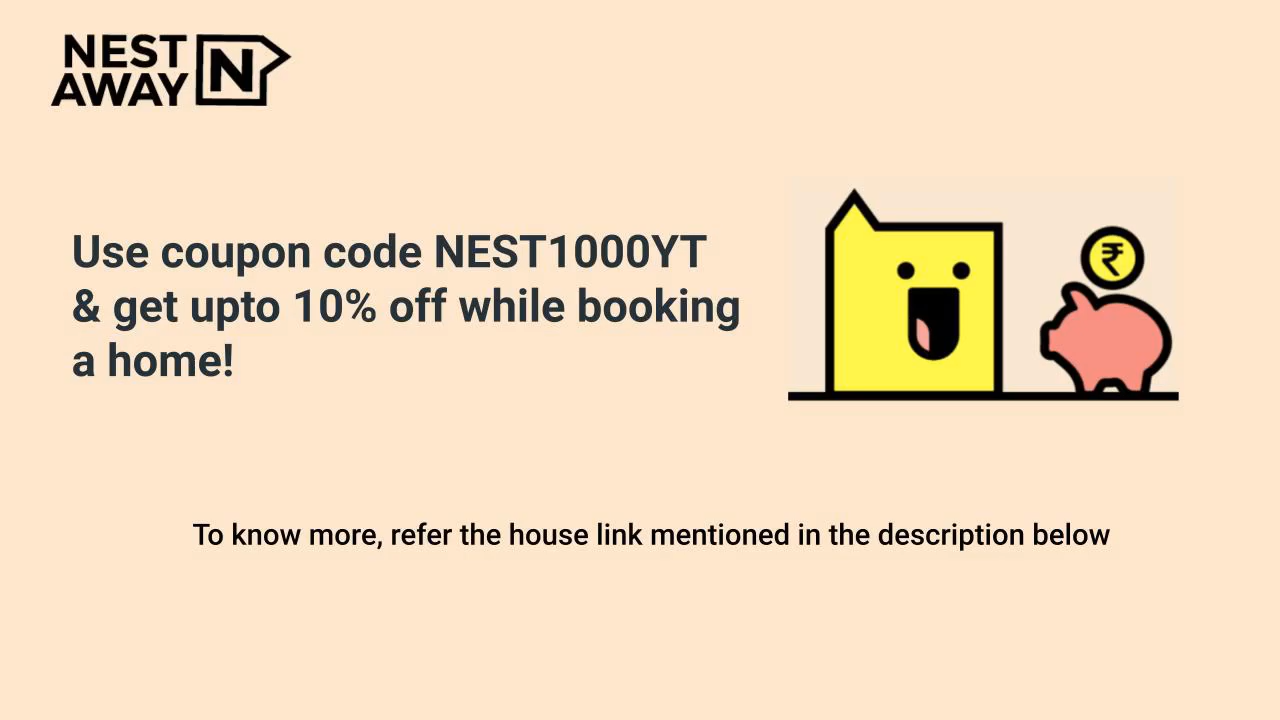 NEST
AWAY N
Use coupon code NEST1000YT
& get upto 10% off while booking
a home!
₹
To know more, refer the house link mentioned in the description below